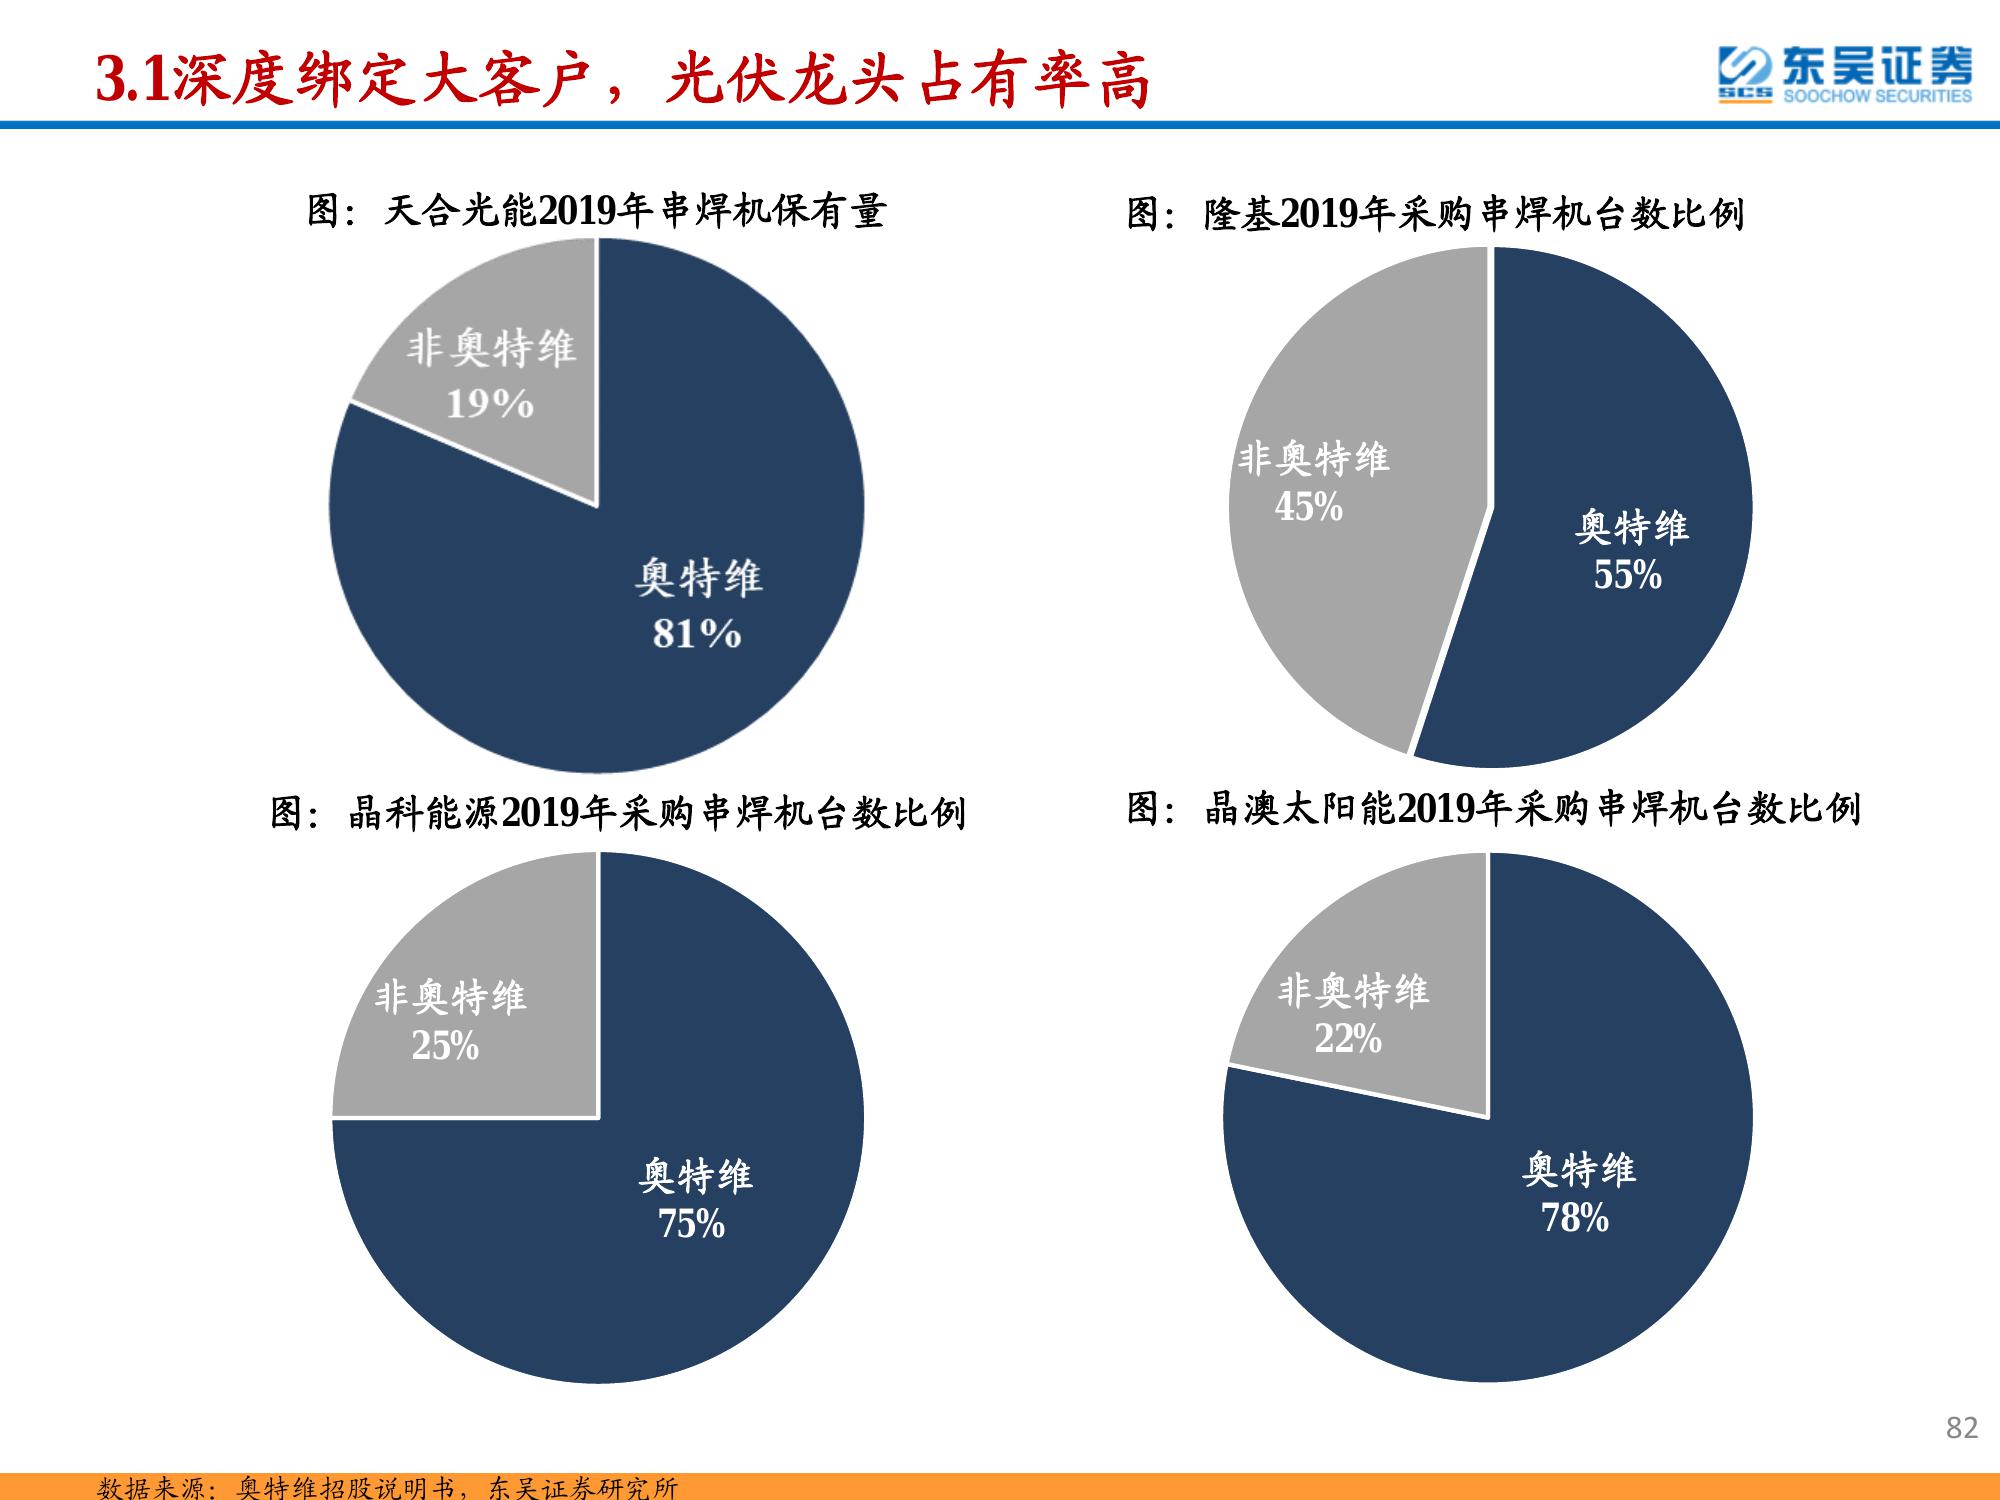 3.1深度绑定大客户，光伏龙头占有率高
东吴证券
SCS
SOOCHOW SECURITIES
图：天合光能2019年串焊机保有量
非奥特维
19%
奥特维
81%
图：隆基2019年采购串焊机台数比例
非奥特维
45%
奥特维
55%
图：晶科能源2019年采购串焊机台数比例
非奥特维
25%
奥特维
75%
图：晶澳太阳能2019年采购串焊机台数比例
非奥特维
22%
奥特维
78%
82
数据来源：奥特维招股说明书，东吴证券研究所